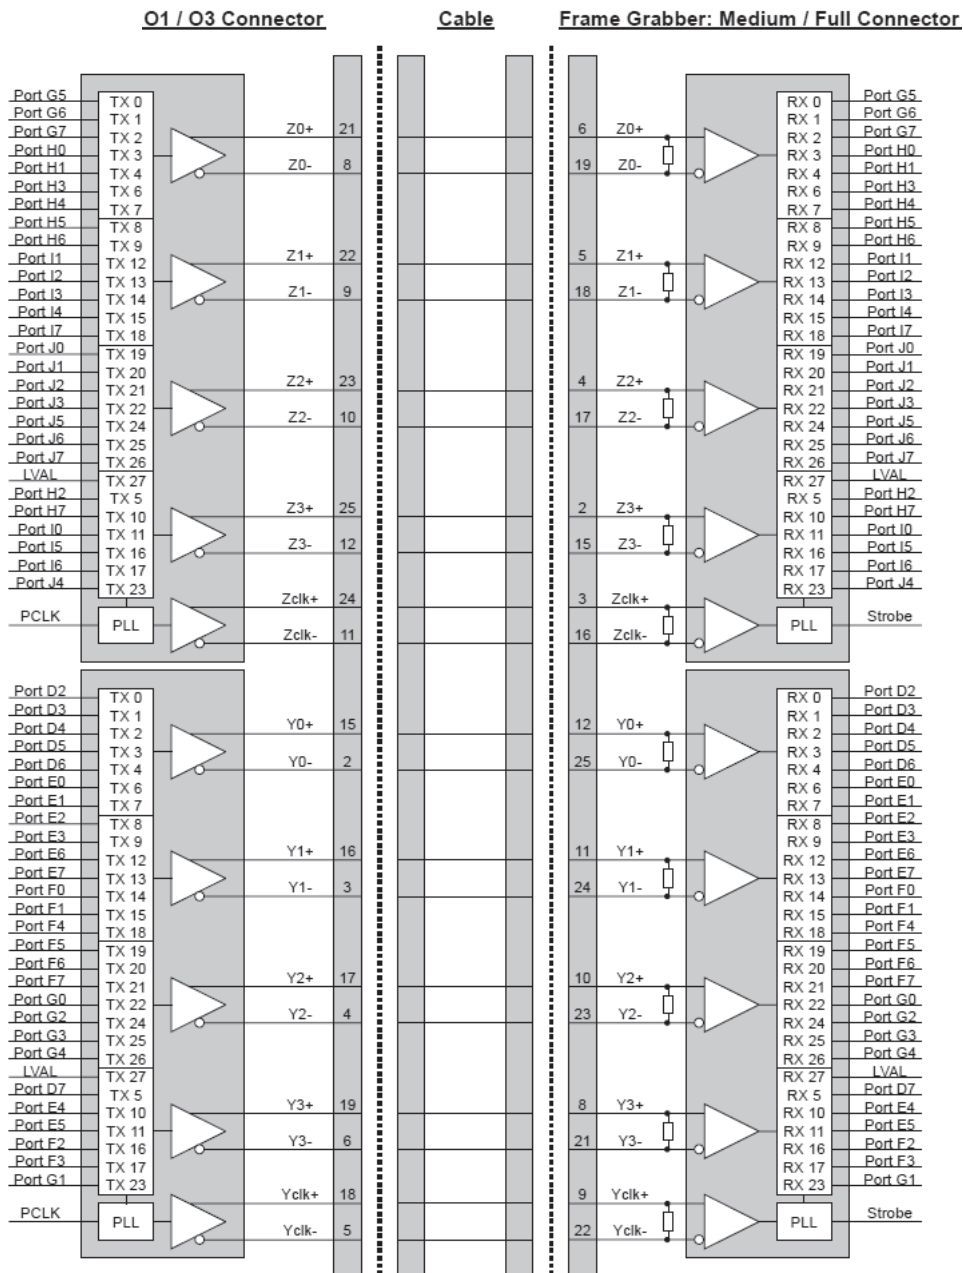 O1 / O3 Connector Cable Frame Grabber: Medium / Full Connector
Port G5 TX 0 RX 0 Port G5
Port G6 TX 1 RX 1 Port G6
Port G7 TX 2 Z0+ 21 6 Z0+ RX 2 Port G7
Port H0 TX 3 RX 3 Port H0
Port H1 TX 4 Z0- 8 19 Z0- RX 4 Port H1
Port H3 TX 6 RX 6 Port H3
Port H4 TX 7 RX 7 Port H4
Port H5 TX 8 RX 8 Port H5
Port H6 TX 9 RX 9 Port H6
Port I1 TX 12 Z1+ 22 5 Z1+ RX 12 Port I1
Port I2 TX 13 RX 13 Port I2
Port I3 TX 14 Z1- 9 18 Z1- RX 14 Port I3
Port I4 TX 15 RX 15 Port I4
Port I7 TX 18 RX 18 Port I7
Port J0 TX 19 RX 19 Port J0
Port J1 TX 20 RX 20 Port J1
Port J2 TX 21 Z2+ 23 4 Z2+ RX 21 Port J2
Port J3 TX 22 RX 22 Port J3
Port J5 TX 24 Z2- 10 17 Z2- RX 24 Port J5
Port J6 TX 25 RX 25 Port J6
Port J7 TX 26 RX 26 Port J7
LVAL TX 27 RX 27 LVAL
Port H2 TX 5 RX 5 Port H2
Port H7 TX 10 Z3+ 25 2 Z3+ RX 10 Port H7
Port I0 TX 11 RX 11 Port I0
Port I5 TX 16 Z3- 12 15 Z3- RX 16 Port I5
Port I6 TX 17 RX 17 Port I6
Port J4 TX 23 RX 23 Port J4
Zclk+ 24 3 Zclk+
PCLK PLL PLL Strobe
Zclk- 11 16 Zclk-
Port D2 TX 0 RX 0 Port D2
Port D3 TX 1 RX 1 Port D3
Port D4 TX 2 Y0+ 15 12 Y0+ RX 2 Port D4
Port D5 TX 3 RX 3 Port D5
Port D6 TX 4 Y0- 2 25 Y0- RX 4 Port D6
Port E0 TX 6 RX 6 Port E0
Port E1 TX 7 RX 7 Port E1
Port E2 TX 8 RX 8 Port E2
Port E3 TX 9 RX 9 Port E3
Port E6 TX 12 Y1+ 16 11 Y1+ RX 12 Port E6
Port E7 TX 13 RX 13 Port E7
Port F0 TX 14 Y1- 3 24 Y1- RX 14 Port F0
Port F1 TX 15 RX 15 Port F1
Port F4 TX 18 RX 18 Port F4
Port F5 TX 19 RX 19 Port F5
Port F6 TX 20 RX 20 Port F6
Port F7 TX 21 Y2+ 17 10 Y2+ RX 21 Port F7
Port G0 TX 22 RX 22 Port G0
Port G2 TX 24 Y2- 4 23 Y2- RX 24 Port G2
Port G3 TX 25 RX 25 Port G3
Port G4 TX 26 RX 26 Port G4
LVAL TX 27 RX 27 LVAL
Port D7 TX 5 RX 5 Port D7
Port E4 TX 10 Y3+ 19 8 Y3+ RX 10 Port E4
Port E5 TX 11 RX 11 Port E5
Port F2 TX 16 Y3- 6 21 Y3- RX 16 Port F2
Port F3 TX 17 RX 17 Port F3
Port G1 TX 23 RX 23 Port G1
Yclk+ 18 9 Yclk+
PCLK PLL PLL Strobe
Yclk- 5 22 Yclk-